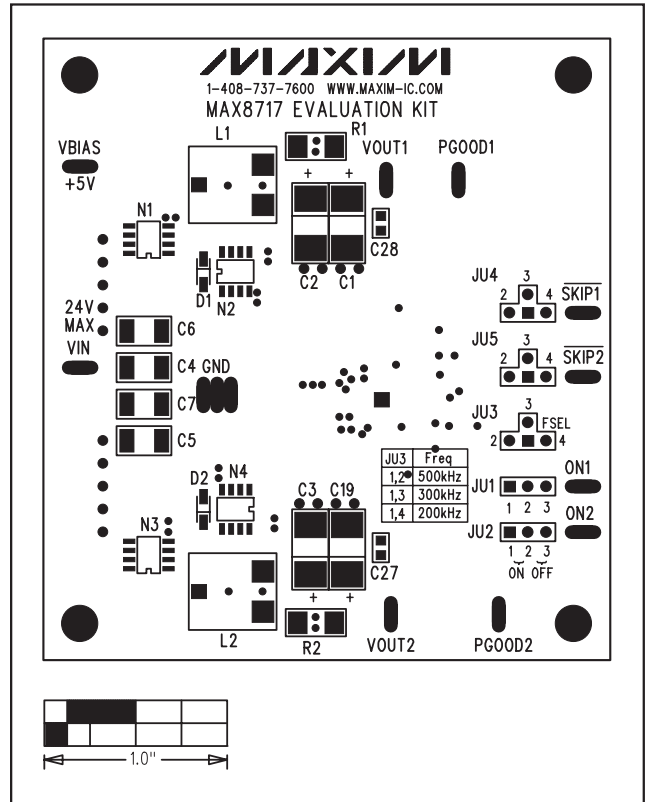 MAXIM
1-408-737-7600 WWW.MAXIM-IC.COM
MAX8717 EVALUATION KIT
L1
R1
VBIAS
+5V
VOUT1
PGOOD1
+ +
N1
C28
C2 C1
D1
N2
24V
MAX
VIN
C6
C4
GND
C7
C5
JU4
3
2 4
SKIP1
JU5
3
2 4
SKIP2
JU3
3
FSEL
2 4
JU3 Freq
1,2 500kHz
1,3 300kHz
1,4 200kHz
JU1
ON1
1 2 3
JU2
ON2
1 2 3
ON OFF
D2
N4
C3 C19
N3
C27
+ +
L2
R2
VOUT2
PGOOD2
1.0"